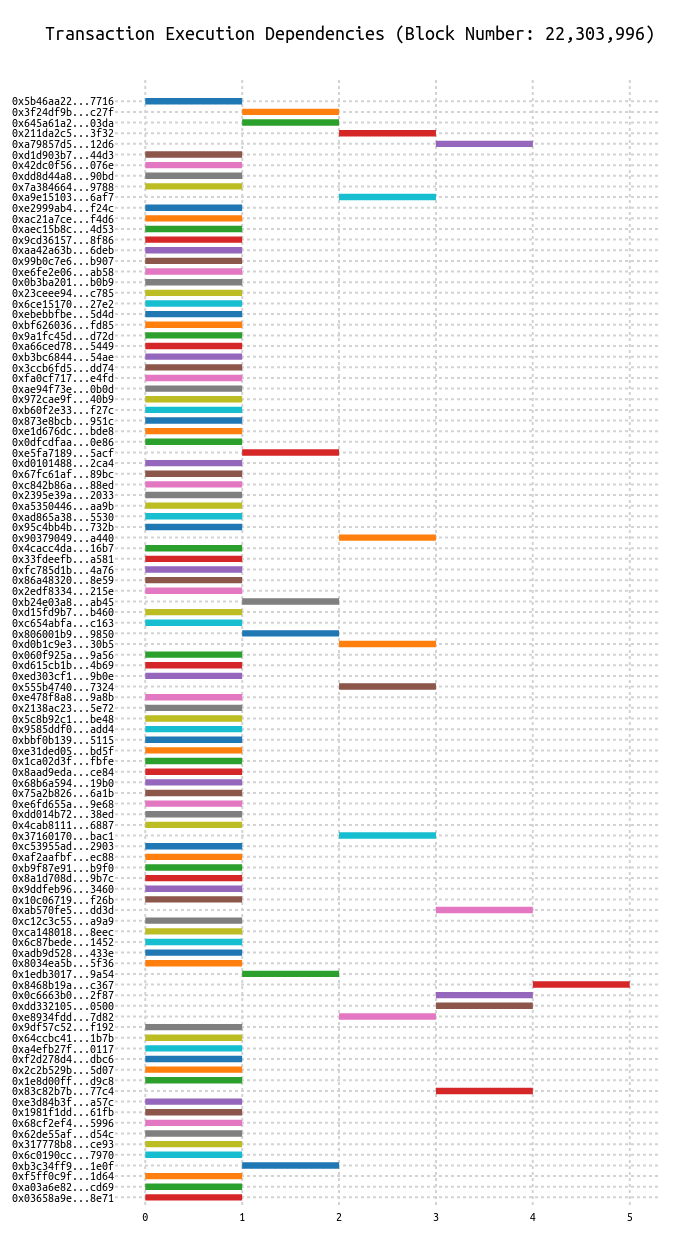 Transaction Execution Dependencies (Block Number: 22,303,996)
0x5b46aa22...7716
0x3f24df9b...c27f
0x645a61a2...03da
0x211da2c5...3f32
0xa79857d5...12d6
0xd1d903b7...44d3
0x42dc0f56...076e
0xdd8d44a8...90bd
0x7a384664...9788
0xa9e15103...6af7
0xe2999ab4...f24c
0xac21a7ce...f4d6
0xaec15b8c...4d53
0x9cd36157...8f86
0xaa42a63b...6deb
0x99b0c7e6...b907
0xe6fe2e06...ab58
0x0b3ba201...b0b9
0x23ceee94...c785
0x6ce15170...27e2
0xebebbfbe...5d4d
0xbf626036...fd85
0x9a1fc45d...d72d
0xa66ced78...5449
0xb3bc6844...54ae
0x3ccb6fd5...dd74
0xfa0cf717...e4fd
0xae94f73e...0b0d
0x972cae9f...40b9
0xb60f2e33...f27c
0x873e8bcb...951c
0xe1d676dc...bde8
0x0dfcdfaa...0e86
0xe5fa7189...5acf
0xd0101488...2ca4
0x67fc61af...89bc
0xc842b86a...88ed
0x2395e39a...2033
0xa5350446...aa9b
0xad865a38...5530
0x95c4bb4b...732b
0x90379049...a440
0x4cacc4da...16b7
0x33fdeefb...a581
0xfc785d1b...4a76
0x86a48320...8e59
0x2edf8334...215e
0xb24e03a8...ab45
0xd15fd9b7...b460
0xc654abfa...c163
0x806001b9...9850
0xd0b1c9e3...30b5
0x060f925a...9a56
0xd615cb1b...4b69
0xed303cf1...9b0e
0x555b4740...7324
0xe478f8a8...9a8b
0x2138ac23...5e72
0x5c8b92c1...be48
0x9585ddf0...add4
0xbbf0b139...5115
0xe31ded05...bd5f
0x1ca02d3f...fbfe
0x8aad9eda...ce84
0x68b6a594...19b0
0x75a2b826...6a1b
0xe6fd655a...9e68
0xdd014b72...38ed
0x4cab8111...6887
0x37160170...bac1
0xc53955ad...2903
0xaf2aafbf...ec88
0xb9f87e91...b9f0
0x8a1d708d...9b7c
0x9ddfeb96...3460
0x10c06719...f26b
0xab570fe5...dd3d
0xc12c3c55...a9a9
0xca148018...8eec
0x6c87bede...1452
0xadb9d528...433e
0x8034ea5b...5f36
0x1edb3017...9a54
0x8468b19a...c367
0x0c6663b0...2f87
0xdd332105...0500
0xe8934fdd...7d82
0x9df57c52...f192
0x64ccbc41...1b7b
0xa4efb27f...0117
0xf2d278d4...dbc6
0x2c2b529b...5d07
0x1e8d00ff...d9c8
0x83c82b7b...77c4
0xe3d84b3f...a57c
0x1981f1dd...61fb
0x68cf2ef4...5996
0x62de55af...d54c
0x317778b8...ce93
0x6c0190cc...7970
0xb3c34ff9...1e0f
0xf5ff0c9f...1d64
0xa03a6e82...cd69
0x03658a9e...8e71
0 1 2 3 4 5